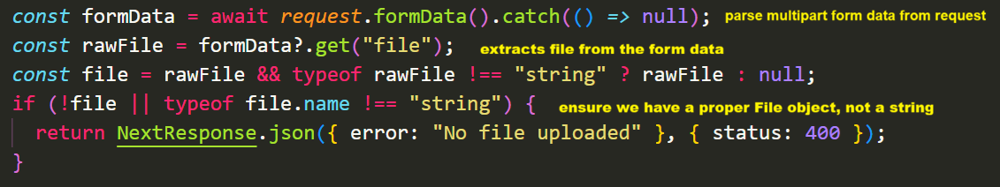 const formData = await request.formData().catch(() => null); parse multipart form data from request
const rawFile = formData?.get("file"); extracts file from the form data
const file = rawFile && typeof rawFile !== "string" ? rawFile : null;
if (!file || typeof file.name !== "string") { ensure we have a proper File object, not a string
return NextResponse.json({ error: "No file uploaded" }, { status: 400 });
}